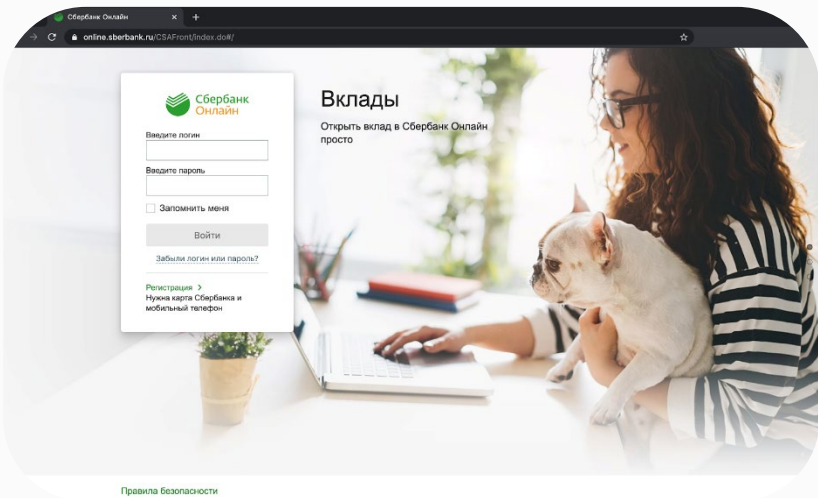 Сбербанк Онлайн
online.sberbank.ru/CSAFront/index.do#/
Сбербанк
Онлайн
Введите логин
Введите пароль
Запомнить меня
Войти
Забыли логин или пароль?
Регистрация >
Нужна карта Сбербанка и
мобильный телефон
Вклады
Открыть вклад в Сбербанк Онлайн
просто
Правила безопасности